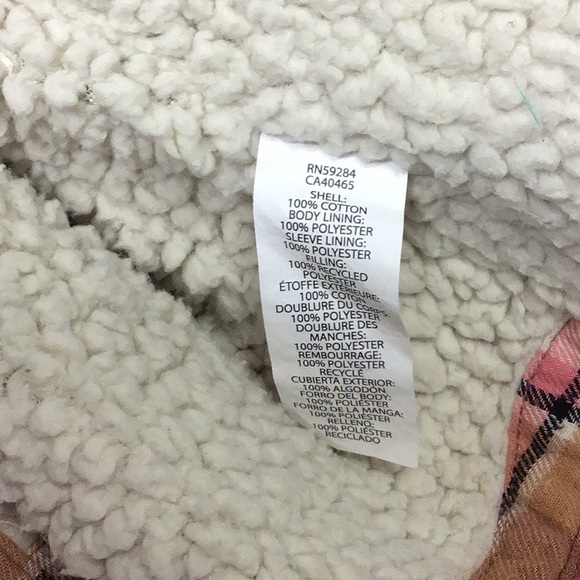 RN59284
CA40465
SHELL:
100% COTTON
BODY LINING:
100% POLYESTER
SLEEVE LINING:
100% POLYESTER
FILLING:
100% RECYCLED
POLYESTER
ÉTOFFE EXTÉRIEURE:
100% COTON
DOUBLURE DU CORPS:
100% POLYESTER
DOUBLURE DES
MANCHES:
100% POLYESTER
REMBOURRAGE:
100% POLYESTER
RECYCLÉ
CUBIERTA EXTERIOR:
100% ALGODÓN
FORRO DEL BODY:
100% POLIÉSTER
FORRO DE LA MANGA:
100% POLIÉSTER
RELLENO:
100% POLIÉSTER
RECICLADO